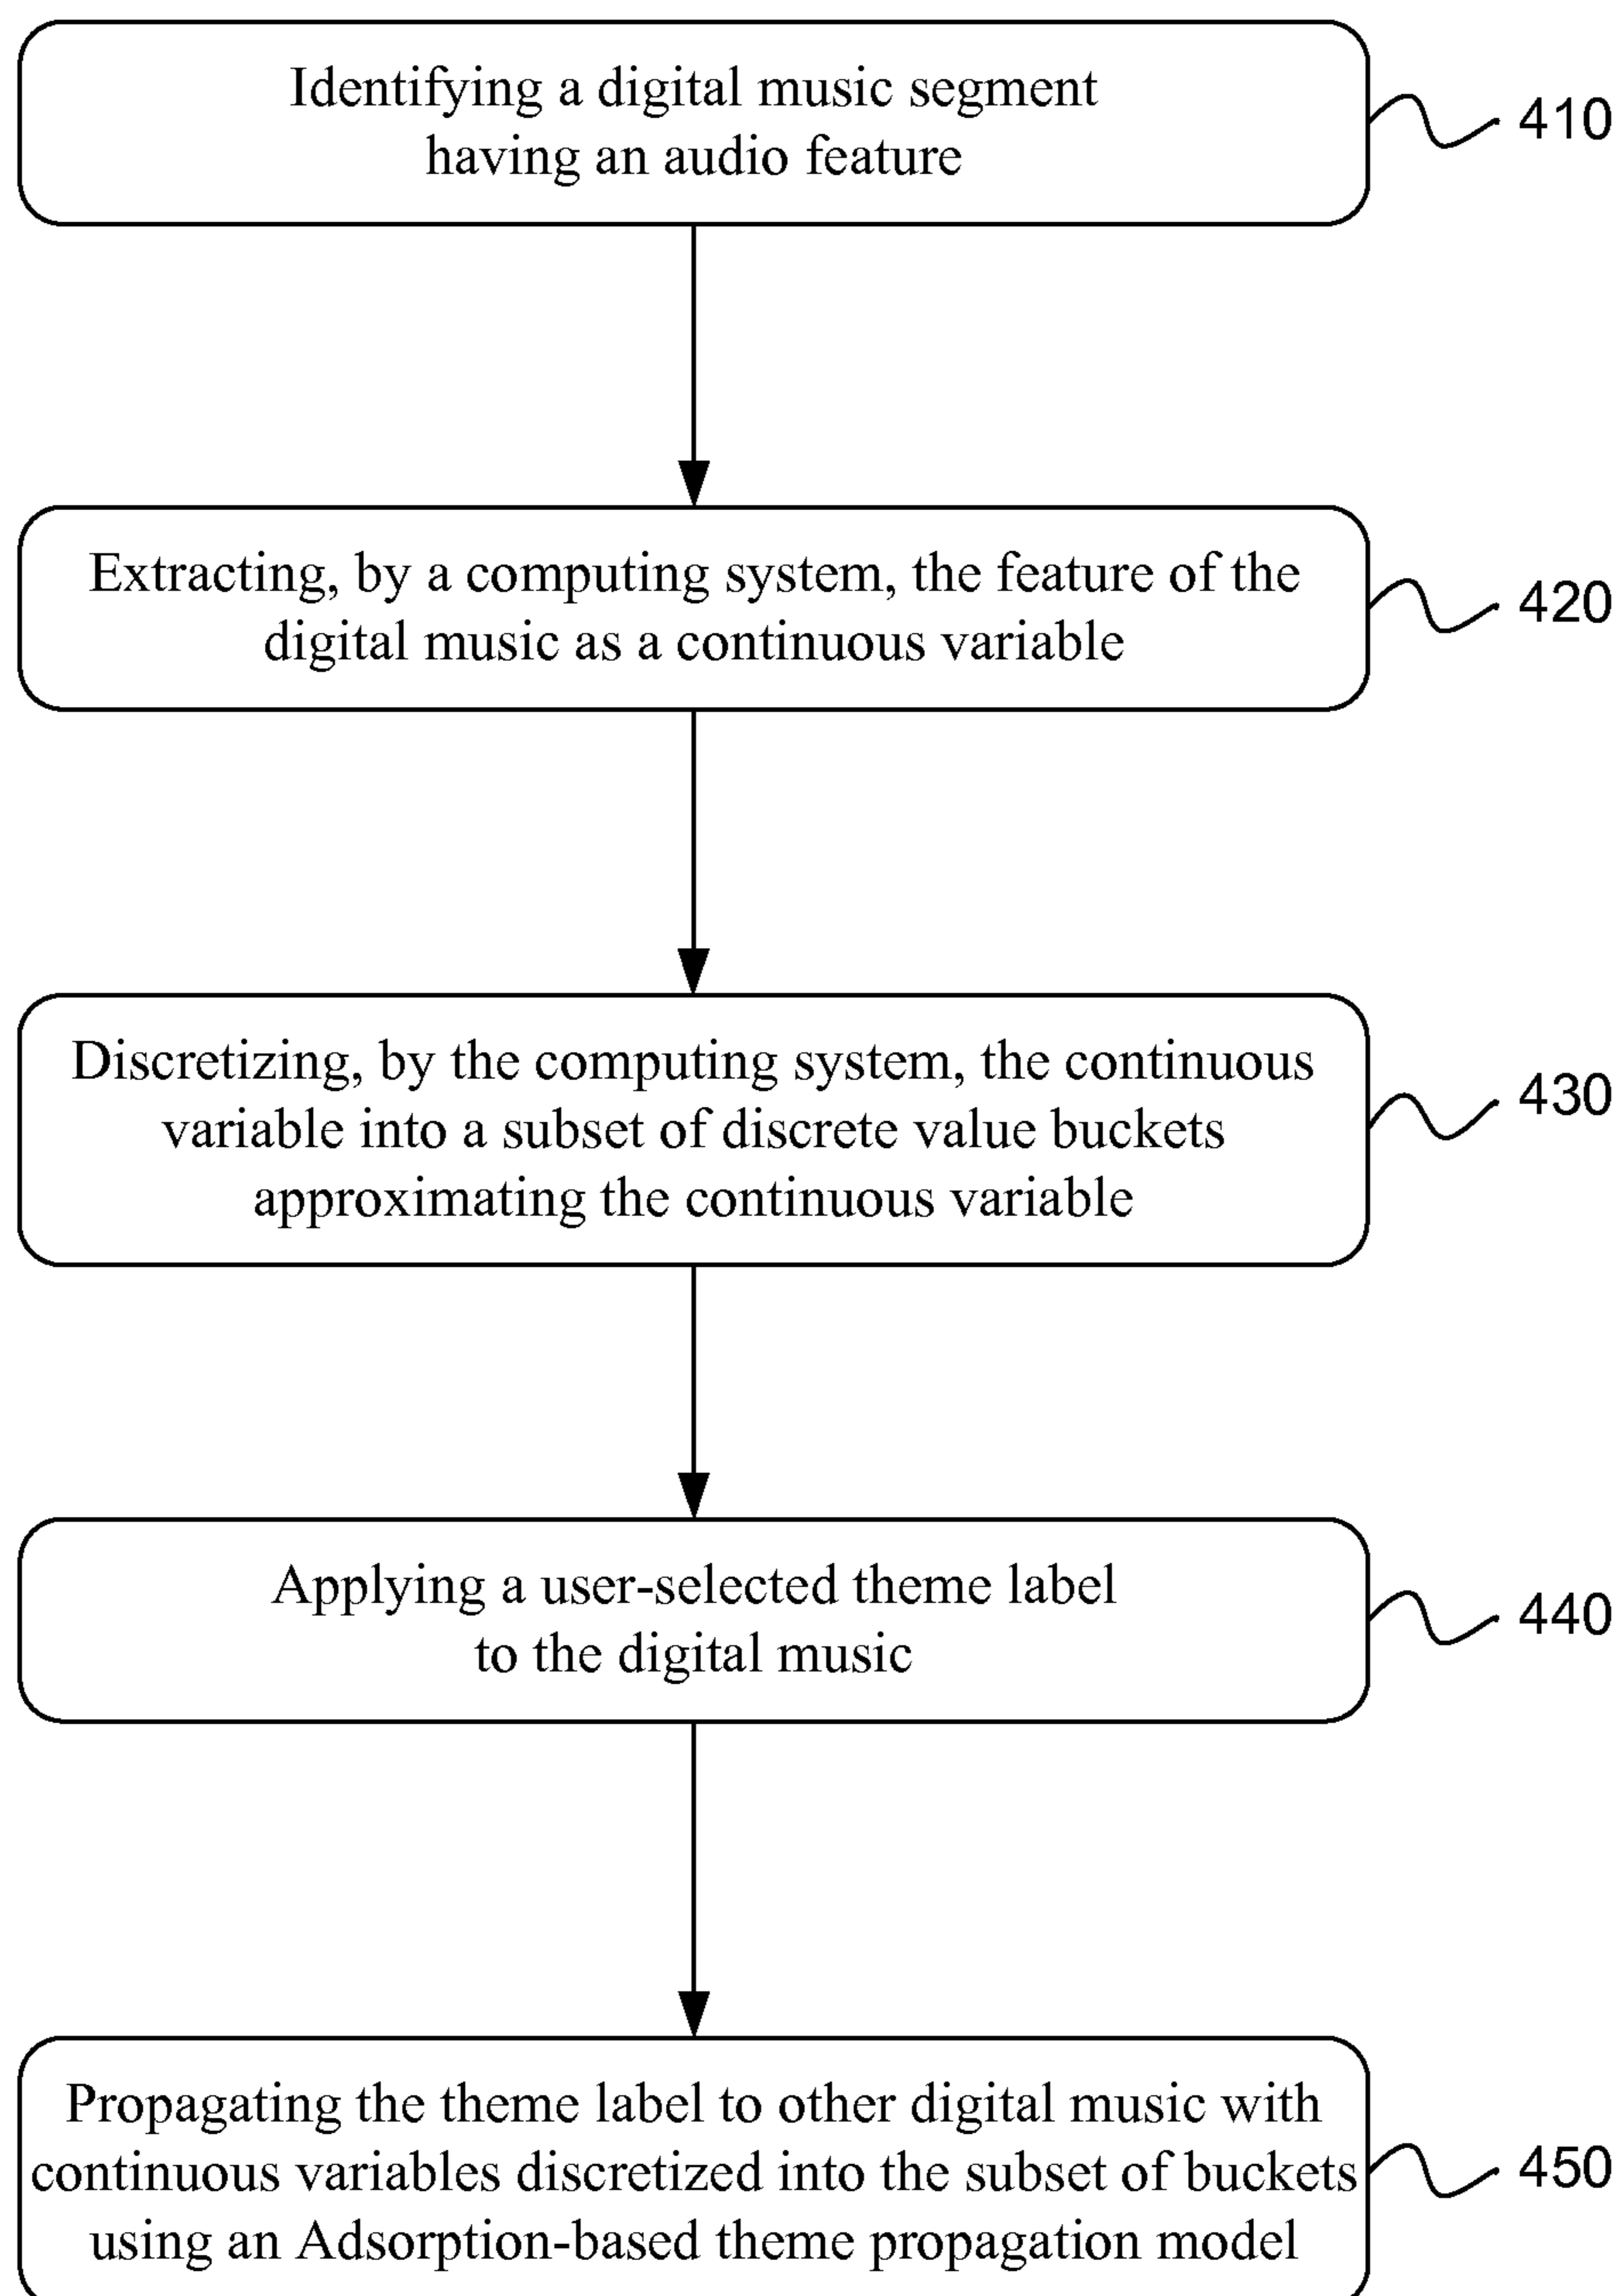 Identifying a digital music segment
having an audio feature
410
Extracting, by a computing system, the feature of the
digital music as a continuous variable
420
Discretizing, by the computing system, the continuous
variable into a subset of discrete value buckets
approximating the continuous variable
430
Applying a user-selected theme label
to the digital music
440
Propagating the theme label to other digital music with
continuous variables discretized into the subset of buckets
using an Adsorption-based theme propagation model
450